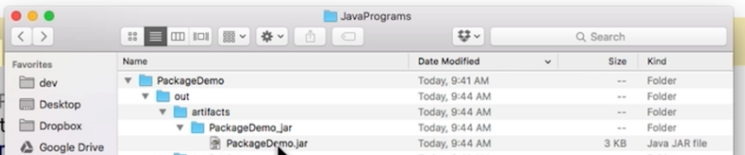 JavaPrograms
Search
Favorites
dev
Desktop
Dropbox
Google Drive
Name Date Modified Size Kind
PackageDemo Today, 9:41 AM -- Folder
out Today, 9:44 AM -- Folder
artifacts Today, 9:44 AM -- Folder
PackageDemo_jar Today, 9:44 AM -- Folder
PackageDemo.jar Today, 9:44 AM 3 KB Java JAR file